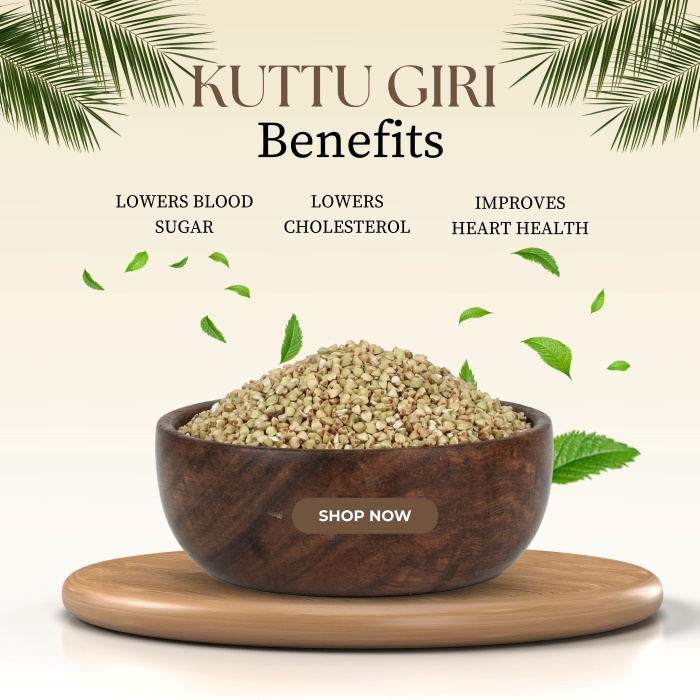 KUTTU GIRI
Benefits
LOWERS BLOOD
SUGAR
LOWERS
CHOLESTEROL
IMPROVES
HEART HEALTH
SHOP NOW